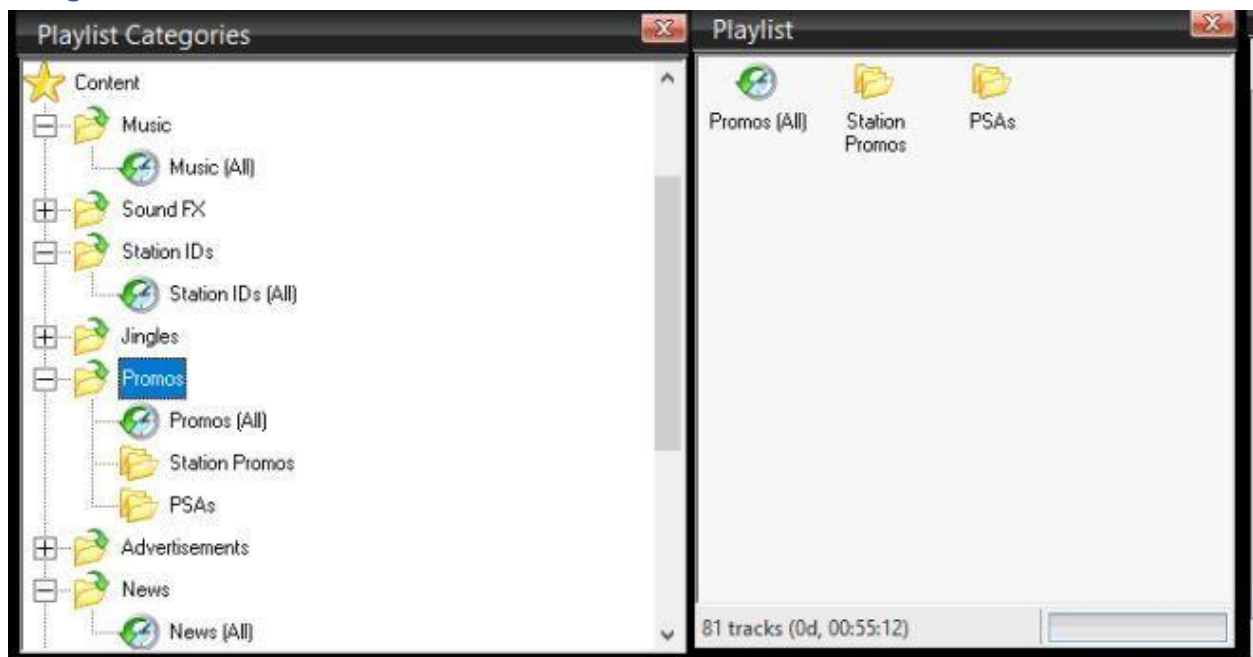 Playlist Categories
Content
Music
Music (All)
Sound FX
Station IDs
Station IDs (All)
Jingles
Promos
Promos (All)
Station Promos
PSAs
Advertisements
News
News (All)
Playlist
Promos (All)
Station
Promos
PSAs
81 tracks (0d, 00:55:12)